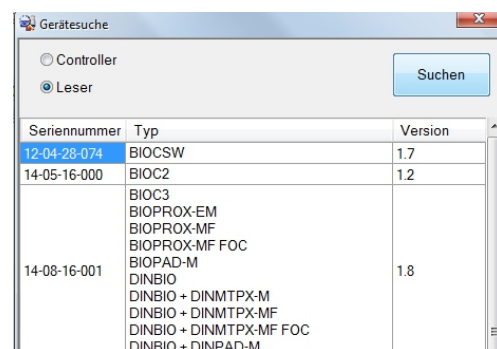 Gerätesuche
Controller
Leser
Suchen
Seriennummer Typ Version
12-04-28-074 BIOCSW 1.7
14-05-16-000 BIOC2 1.2
BIOC3
BIOPROX-EM
BIOPROX-MF
BIOPROX-MF FOC
BIOPAD-M
14-08-16-001 DINBIO 1.8
DINBIO + DINMTPX-M
DINBIO + DINMTPX-MF
DINBIO + DINMTPX-MF FOC
DINBIO + DINPAD-M